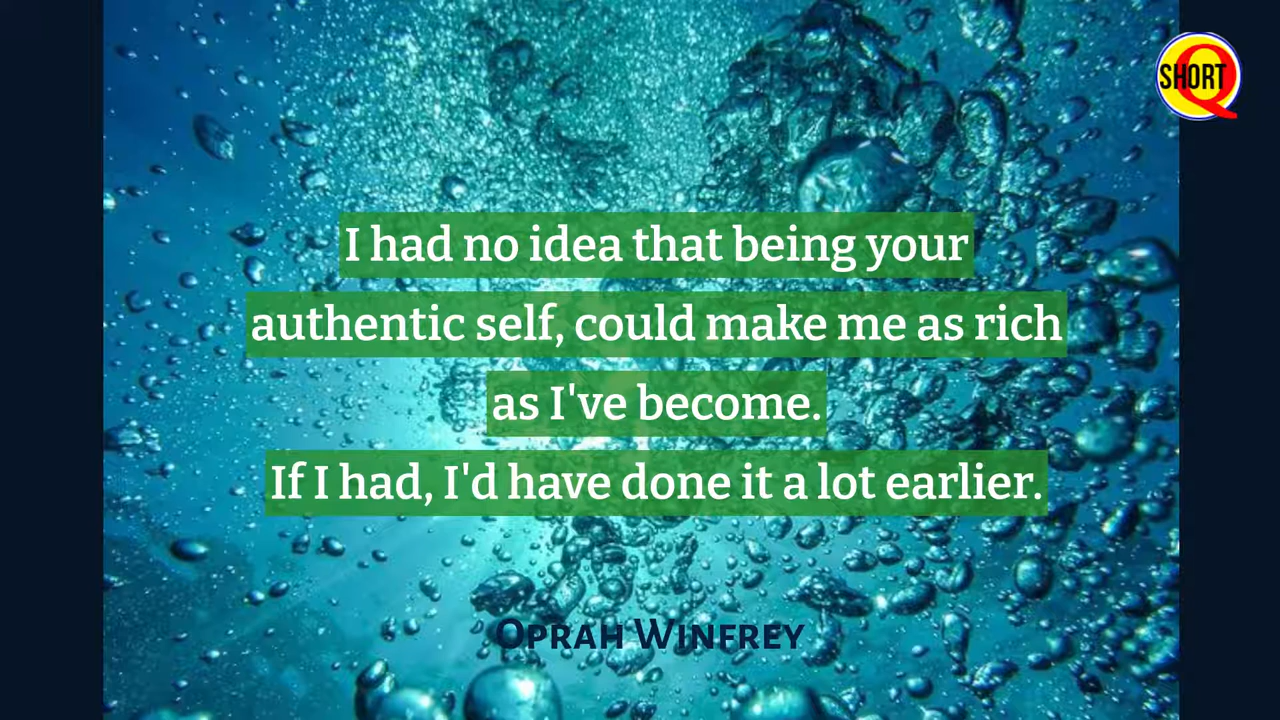 SHORT Q
I had no idea that being your
authentic self, could make me as rich
as I've become.
If I had, I'd have done it a lot earlier.
Oprah Winfrey